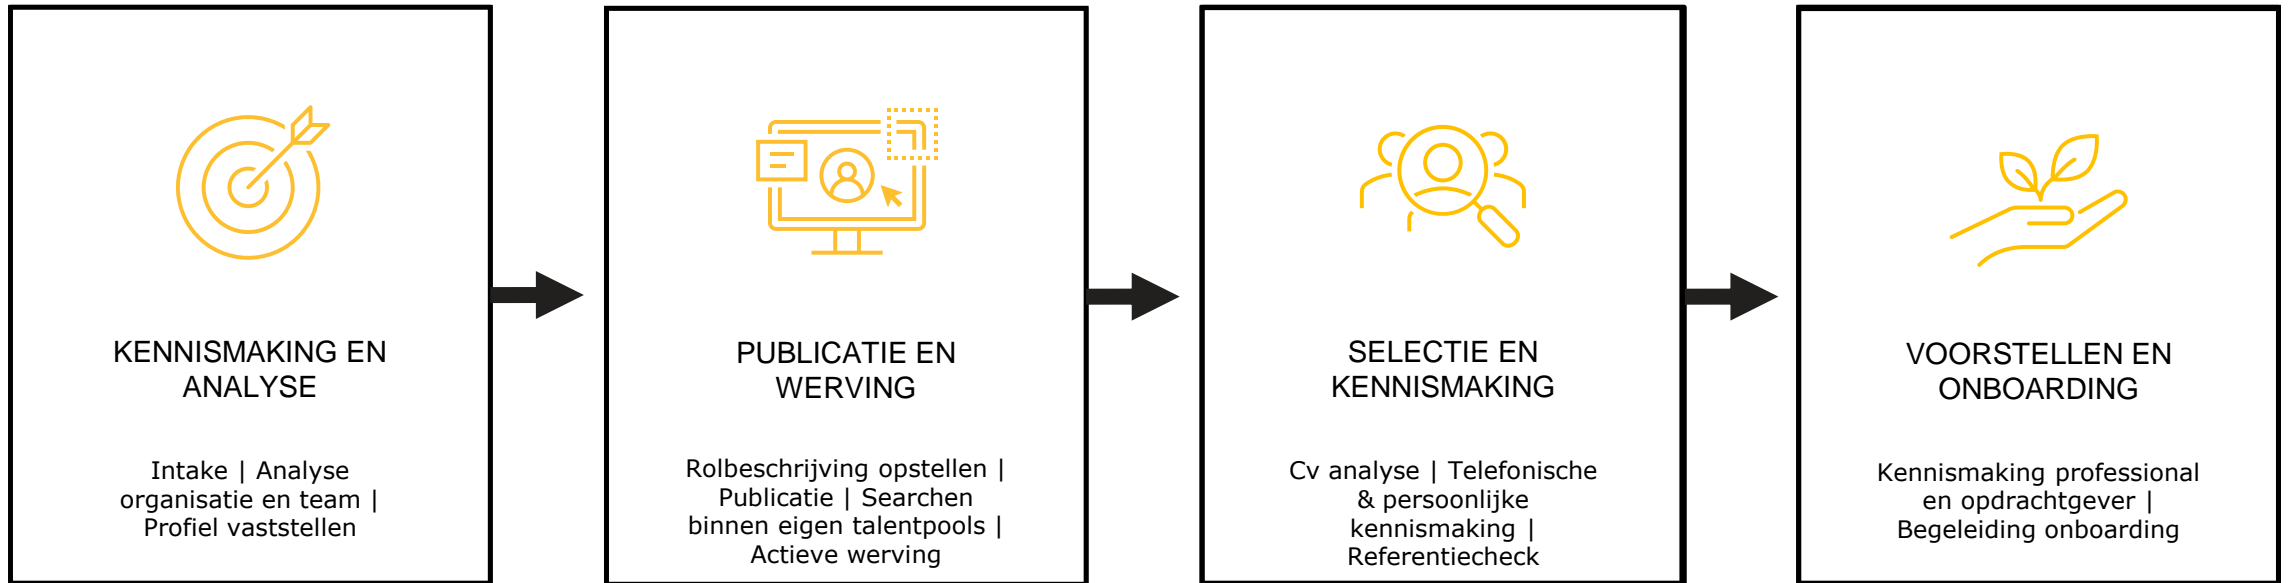 KENNISMAKING EN
ANALYSE
Intake | Analyse
organisatie en team |
Profiel vaststellen
PUBLICATIE EN
WERVING
Rolbeschrijving opstellen |
Publicatie | Searchen
binnen eigen talentpools |
Actieve werving
SELECTIE EN
KENNISMAKING
Cv analyse | Telefonische
& persoonlijke
kennismaking |
Referentiecheck
VOORSTELLEN EN
ONBOARDING
Kennismaking professional
en opdrachtgever |
Begeleiding onboarding